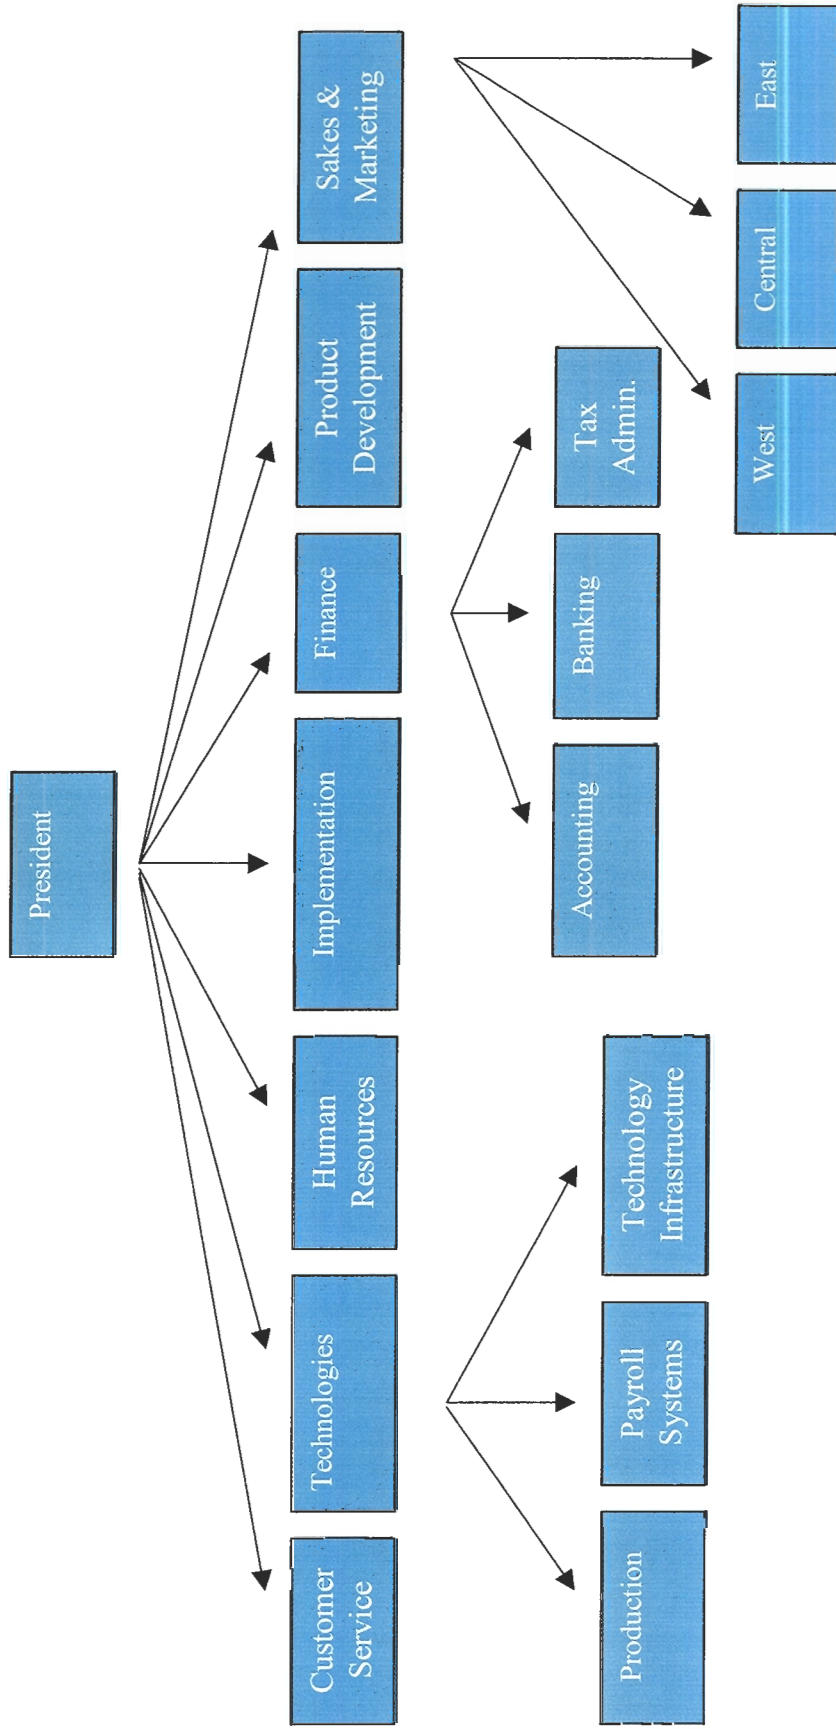 President
Customer
Service
Technologies
Human
Resources
Implementation
Finance
Product
Development
Sakes &
Marketing
Production
Payroll
Systems
Technology
Infrastructure
Accounting
Banking
Tax
Admin.
West
Central
East